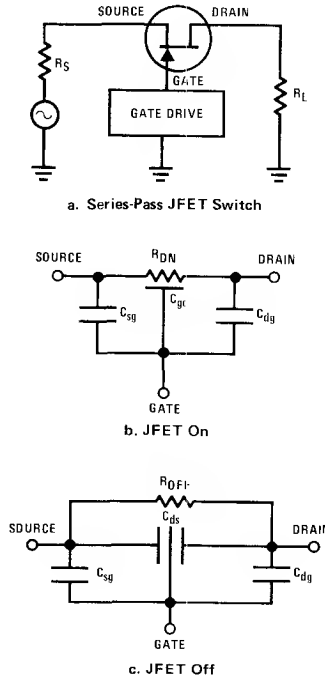 SOURCE DRAIN
RS
GATE
GATE DRIVE
RL
a. Series-Pass JFET Switch
SOURCE RON DRAIN
Csg Cgc Cdg
GATE
b. JFET On
ROFF
SOURCE Cds DRAIN
Csg Cdg
GATE
c. JFET Off